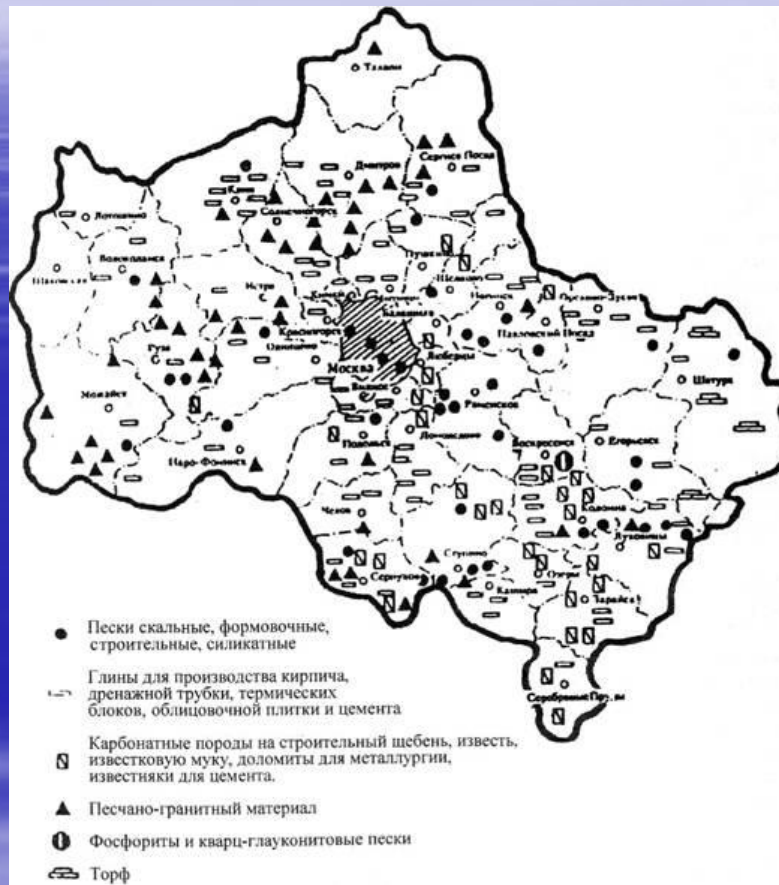 Талдом
Сергиев Посад
Дмитров
Клин
Солнечногорск
Лотошино
Волоколамск
Шаховская
Истра
Пушкино
Щелково
Ногинск
Орехово-Зуево
Балашиха
Павловский Посад
Красногорск
Одинцово
Москва
Люберцы
Руза
Шатура
Можайск
Видное
Раменское
Домодедово
Подольск
Воскресенск
Егорьевск
Наро-Фоминск
Чехов
Коломна
Луховицы
Ступино
Серпухов
Озеры
Кашира
Зарайск
Серебряные Пруды
Пески скальные, формовочные,
строительные, силикатные
Глины для производства кирпича,
дренажной трубки, термических
блоков, облицовочной плитки и цемента
Карбонатные породы на строительный щебень, известь,
известковую муку, доломиты для металлургии,
известняки для цемента.
Песчано-гранитный материал
Фосфориты и кварц-глауконитовые пески
Торф